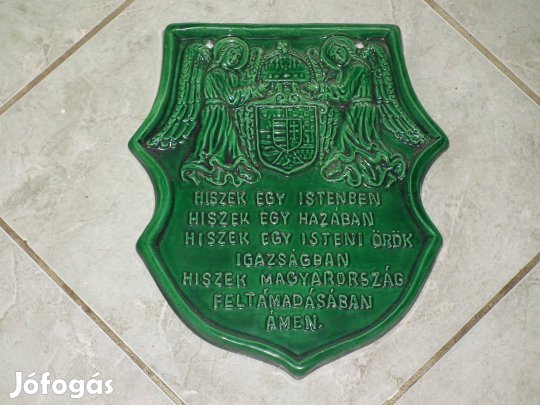 HISZEK EGY ISTENBEN
HISZEK EGY HAZÁBAN
HISZEK EGY ISTENI ÖRÖK
IGAZSÁGBAN
HISZEK MAGYARORSZÁG
FELTÁMADÁSÁBAN
ÁMEN.
Jófogás